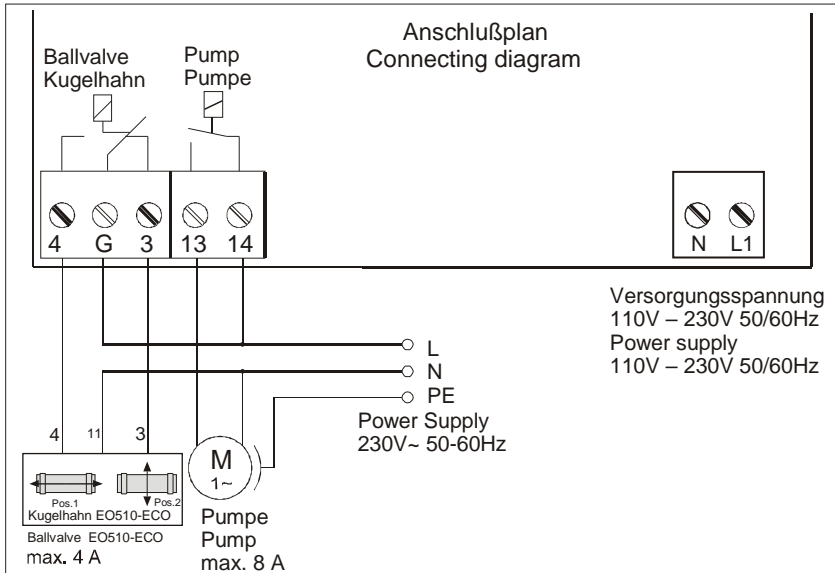 Anschlußplan
Connecting diagram
Ballvalve
Kugelhahn
Pump
Pumpe
4 G 3 13 14
N L1
Versorgungsspannung
110V – 230V 50/60Hz
Power supply
110V – 230V 50/60Hz
L
N
PE
Power Supply
230V~ 50-60Hz
4 11 3
Pos.1 Pos.2
Kugelhahn EO510-ECO
Ballvalve EO510-ECO
max. 4 A
M
1~
Pumpe
Pump
max. 8 A